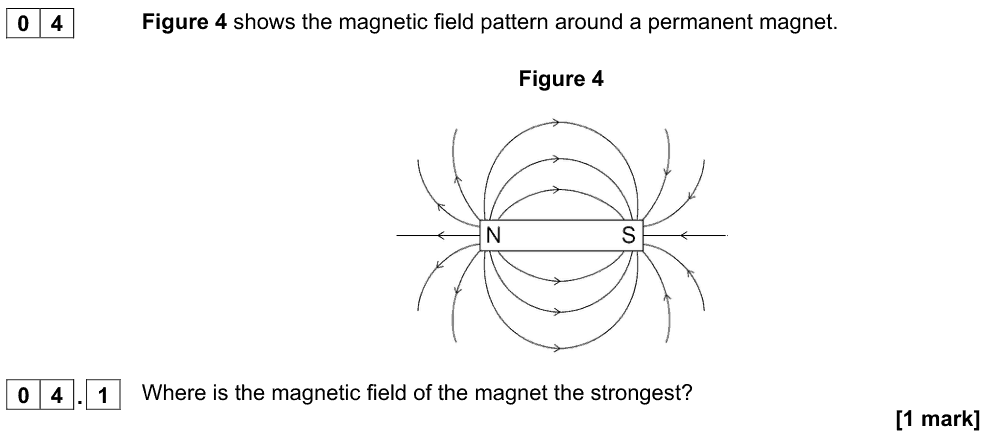 0 4 Figure 4 shows the magnetic field pattern around a permanent magnet.
Figure 4
N S
0 4 . 1 Where is the magnetic field of the magnet the strongest?
[1 mark]